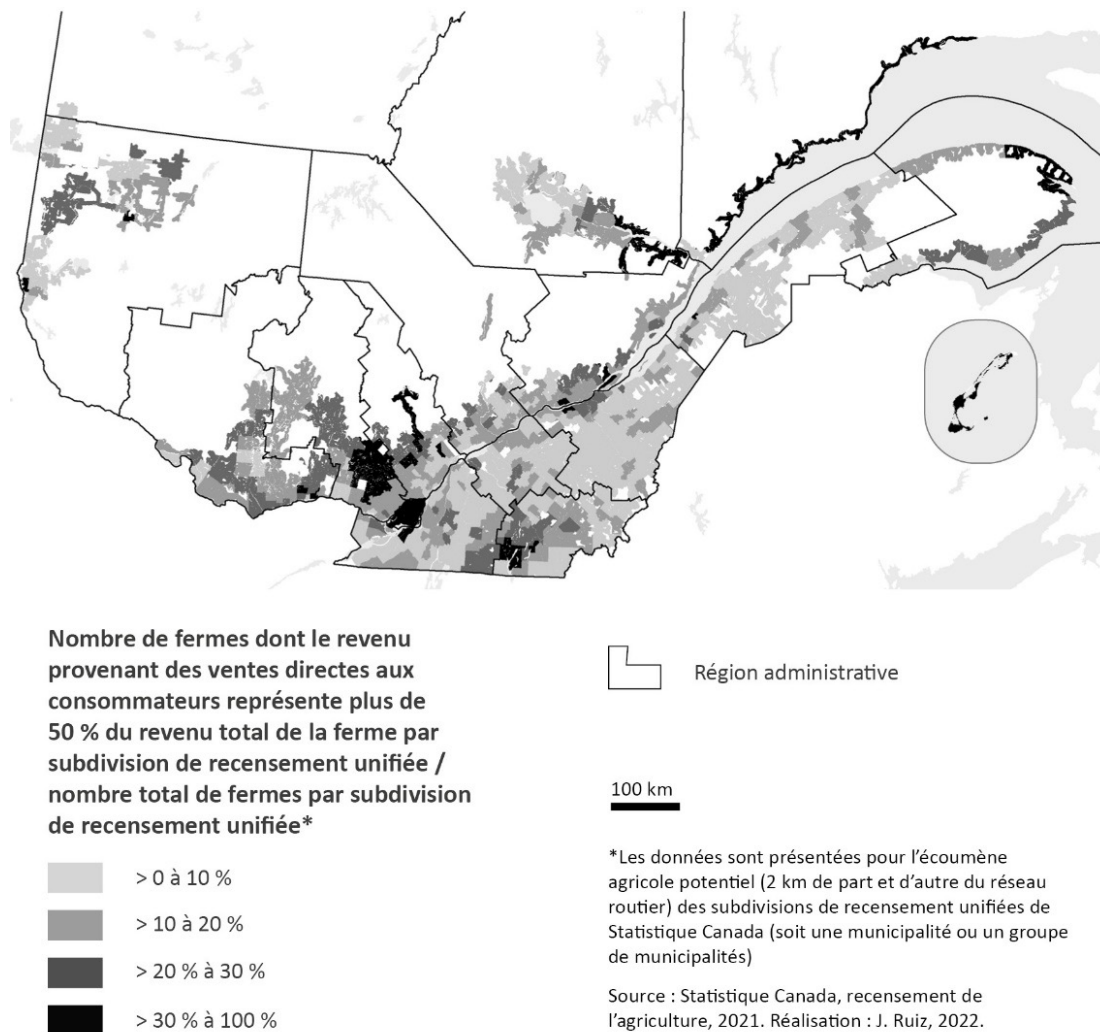 Nombre de fermes dont le revenu
provenant des ventes directes aux
consommateurs représente plus de
50 % du revenu total de la ferme par
subdivision de recensement unifiée /
nombre total de fermes par subdivision
de recensement unifiée*
> 0 à 10 %
> 10 à 20 %
> 20 % à 30 %
> 30 % à 100 %
Région administrative
100 km
*Les données sont présentées pour l’écoumène
agricole potentiel (2 km de part et d’autre du réseau
routier) des subdivisions de recensement unifiées de
Statistique Canada (soit une municipalité ou un groupe
de municipalités)
Source : Statistique Canada, recensement de
l’agriculture, 2021. Réalisation : J. Ruiz, 2022.